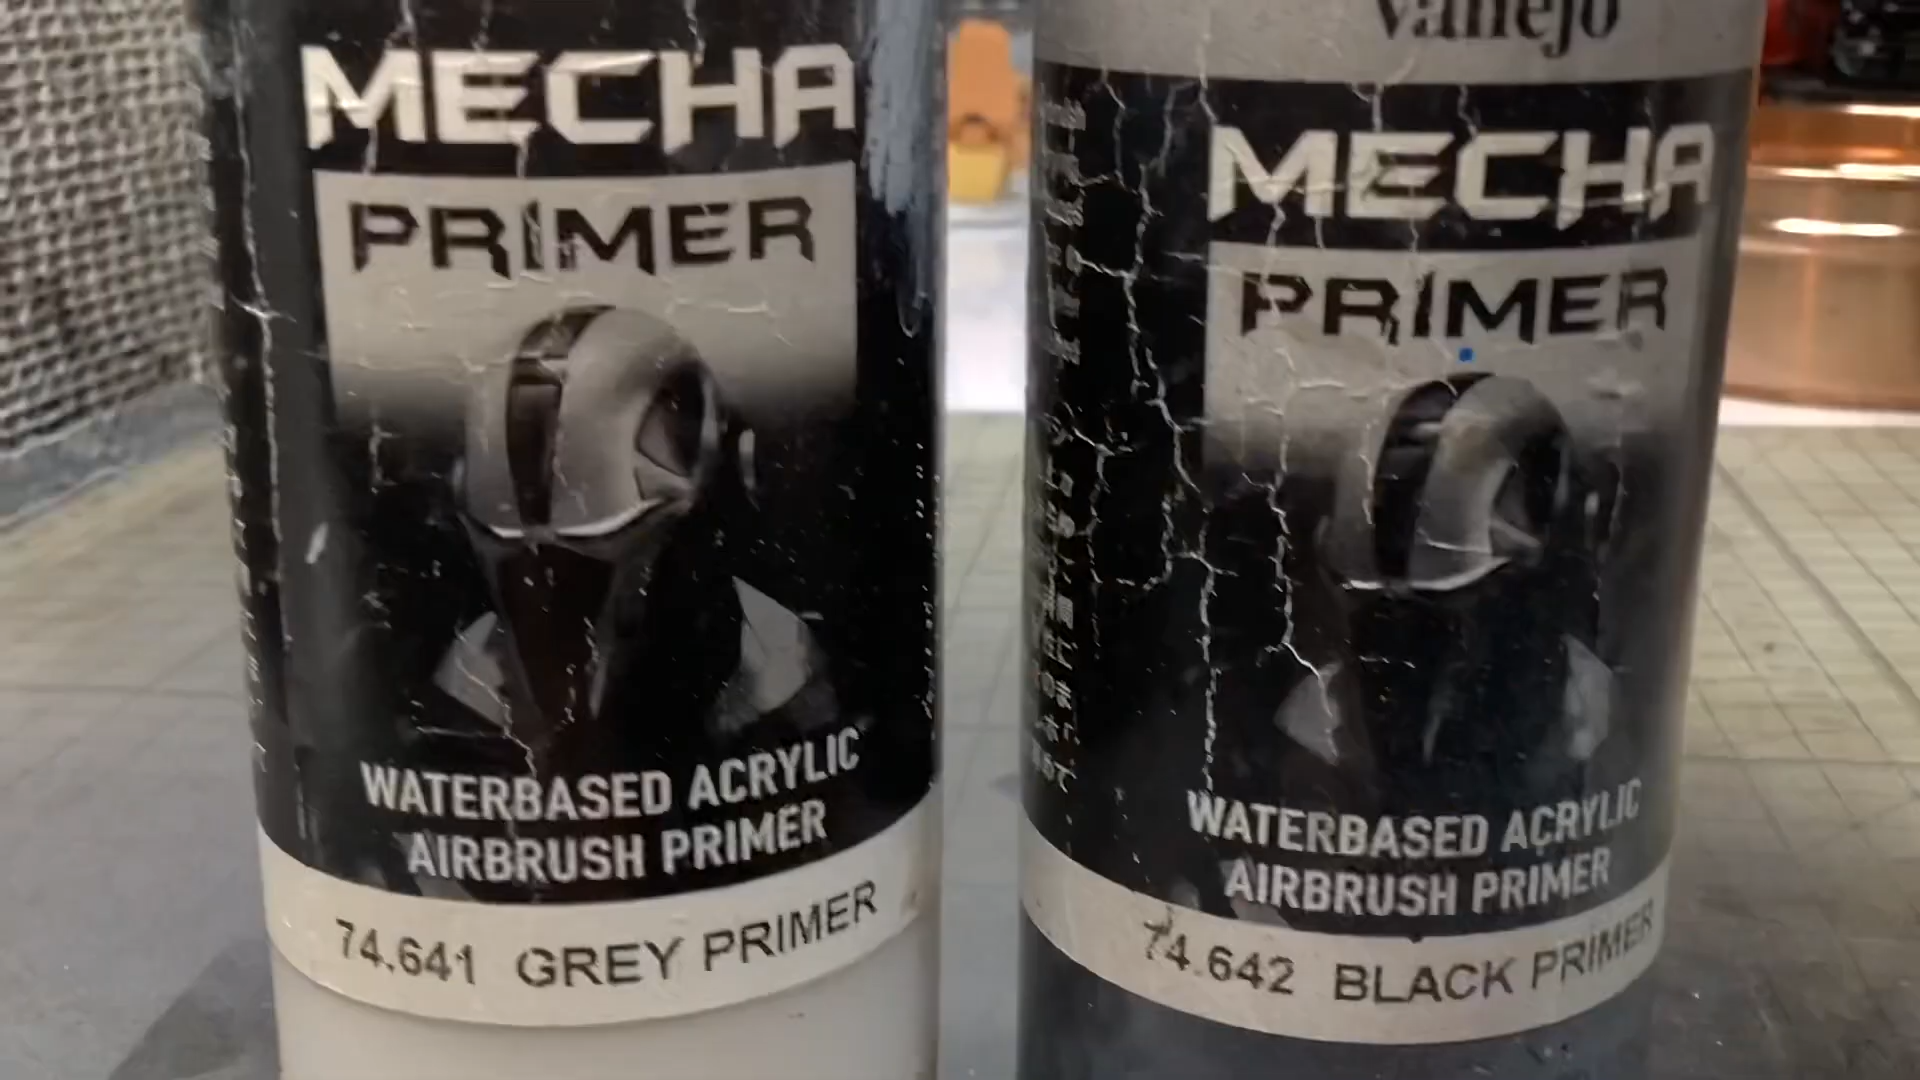 MECHA
PRIMER
WATERBASED ACRYLIC
AIRBRUSH PRIMER
74.641 GREY PRIMER
vallejo
MECHA
PRIMER
WATERBASED ACRYLIC
AIRBRUSH PRIMER
74.642 BLACK PRIMER